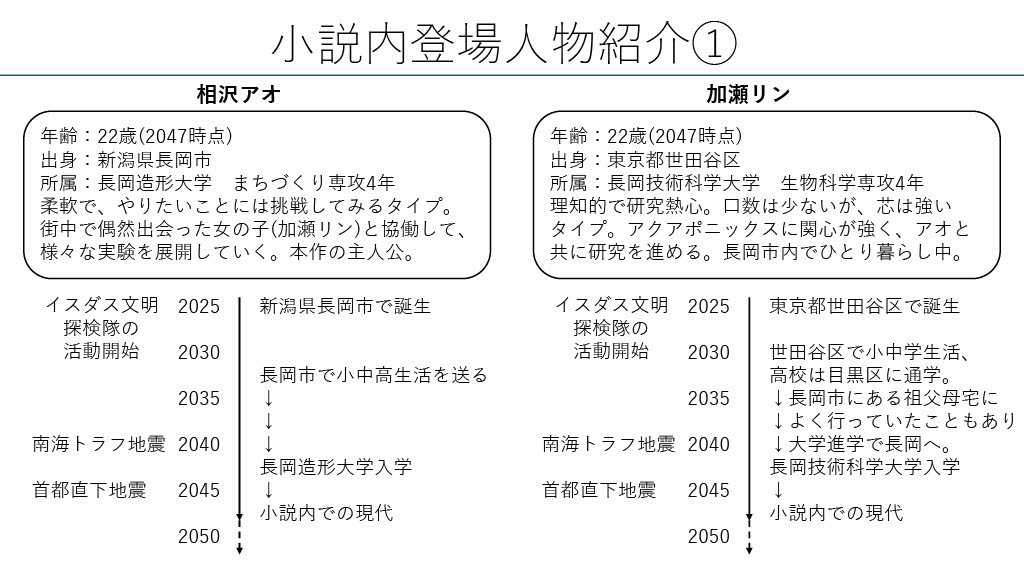 小説内登場人物紹介①
相沢アオ
年齢：22歳(2047時点)
出身：新潟県長岡市
所属：長岡造形大学　まちづくり専攻4年
柔軟で、やりたいことには挑戦してみるタイプ。
街中で偶然出会った女の子(加瀬リン)と協働して、
様々な実験を展開していく。本作の主人公。
イスダス文明
探検隊の
活動開始
2025
2030
2035
南海トラフ地震 2040
首都直下地震 2045
2050
新潟県長岡市で誕生
長岡市で小中高生活を送る
↓
↓
↓
長岡造形大学入学
↓
小説内での現代
加瀬リン
年齢：22歳(2047時点)
出身：東京都世田谷区
所属：長岡技術科学大学　生物科学専攻4年
理知的で研究熱心。口数は少ないが、芯は強い
タイプ。アクアポニックスに関心が強く、アオと
共に研究を進める。長岡市内でひとり暮らし中。
イスダス文明
探検隊の
活動開始
2025
2030
2035
南海トラフ地震 2040
首都直下地震 2045
2050
東京都世田谷区で誕生
世田谷区で小中学生活、
高校は目黒区に通学。
↓長岡市にある祖父母宅に
↓よく行っていたこともあり
↓大学進学で長岡へ。
長岡技術科学大学入学
↓
小説内での現代